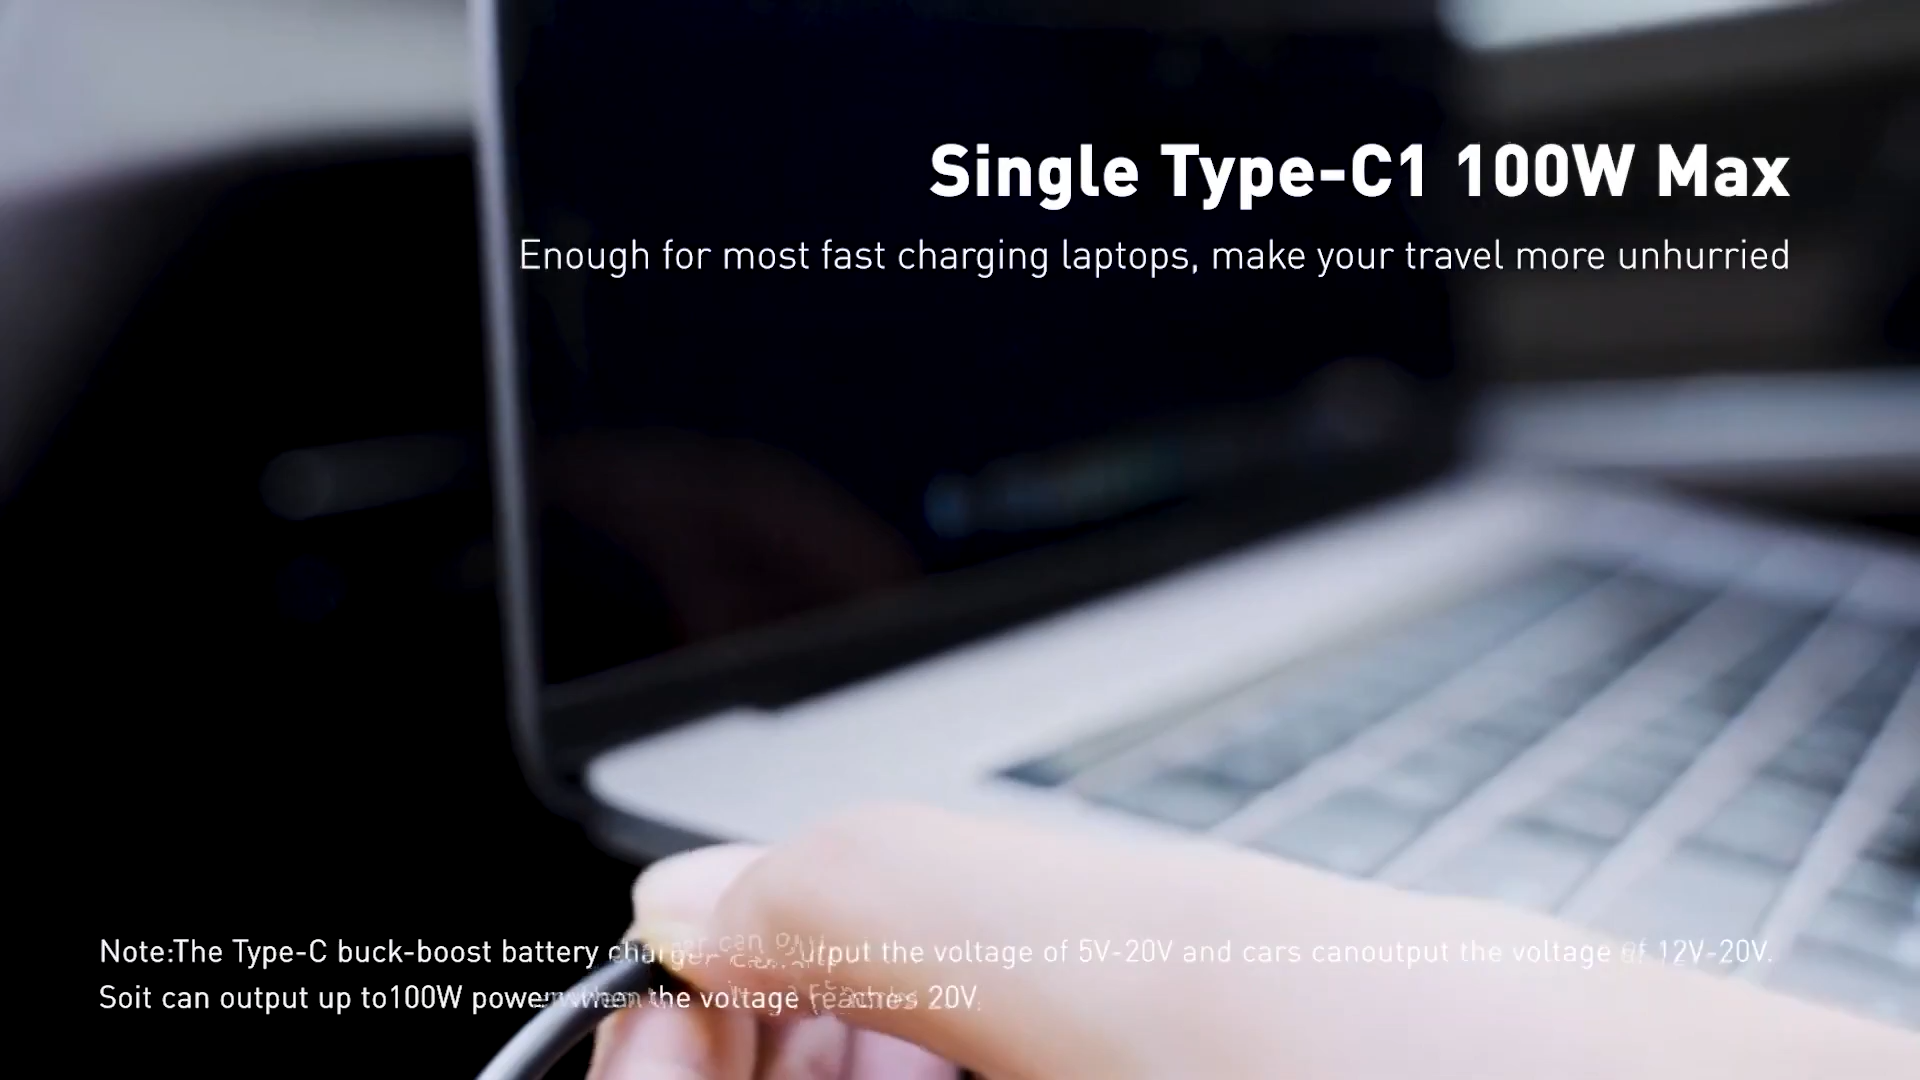 Single Type-C1 100W Max
Enough for most fast charging laptops, make your travel more unhurried
Note:The Type-C buck-boost battery charger can output the voltage of 5V-20V and cars canoutput the voltage of 12V-20V.
Soit can output up to100W power when the voltage reaches 20V.